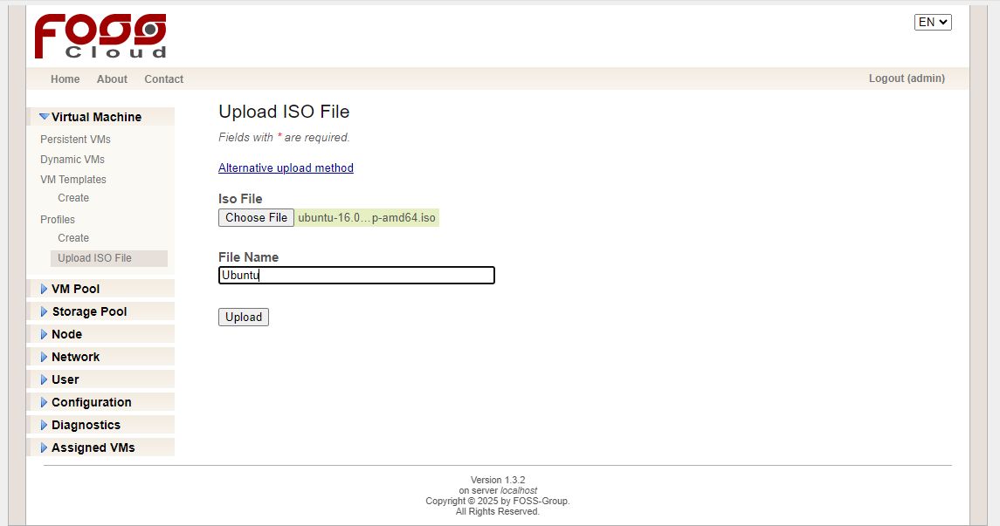 FOSS
Cloud
EN
Home About Contact Logout (admin)
Virtual Machine
Persistent VMs
Dynamic VMs
VM Templates
Create
Profiles
Create
Upload ISO File
VM Pool
Storage Pool
Node
Network
User
Configuration
Diagnostics
Assigned VMs
Upload ISO File
Fields with * are required.
Alternative upload method
Iso File
Choose File ubuntu-16.0...p-amd64.iso
File Name
Ubuntu
Upload
Version 1.3.2
on server localhost
Copyright © 2025 by FOSS-Group.
All Rights Reserved.